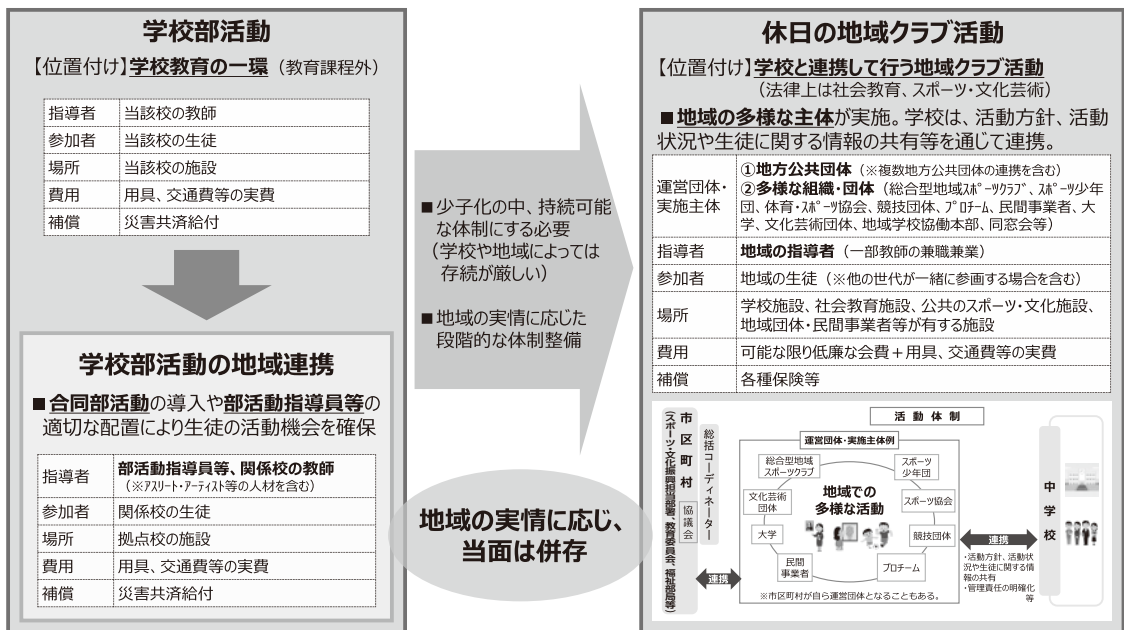 学校部活動
【位置付け】学校教育の一環（教育課程外）
指導者 当該校の教師
参加者 当該校の生徒
場所 当該校の施設
費用 用具、交通費等の実費
補償 災害共済給付
学校部活動の地域連携
■合同部活動の導入や部活動指導員等の
適切な配置により生徒の活動機会を確保
指導者 部活動指導員等、関係校の教師
（※ｱｽﾘｰﾄ・ｱｰﾃｨｽﾄ等の人材を含む）
参加者 関係校の生徒
場所 拠点校の施設
費用 用具、交通費等の実費
補償 災害共済給付
■少子化の中、持続可能
な体制にする必要
（学校や地域によっては
存続が厳しい）
■地域の実情に応じた
段階的な体制整備
地域の実情に応じ、
当面は併存
休日の地域クラブ活動
【位置付け】学校と連携して行う地域クラブ活動
（法律上は社会教育、スポーツ・文化芸術）
■地域の多様な主体が実施。学校は、活動方針、活動
状況や生徒に関する情報の共有等を通じて連携。
運営団体・
実施主体
①地方公共団体（※複数地方公共団体の連携を含む）
②多様な組織・団体（総合型地域ｽﾎﾟｰﾂｸﾗﾌﾞ、ｽﾎﾟｰﾂ少年
団、体育・ｽﾎﾟｰﾂ協会、競技団体、ﾌﾟﾛﾁｰﾑ、民間事業者、大
学、文化芸術団体、地域学校協働本部、同窓会等）
指導者 地域の指導者（一部教師の兼職兼業）
参加者 地域の生徒（※他の世代が一緒に参画する場合を含む）
場所
学校施設、社会教育施設、公共のスポーツ・文化施設、
地域団体・民間事業者等が有する施設
費用 可能な限り低廉な会費＋用具、交通費等の実費
補償 各種保険等
活動体制
市区町村
（スポーツ・文化振興担当部署、教育委員会、福祉部局等）
協議会
総括コーディネーター
連携
運営団体・実施主体例
総合型地域
スポーツクラブ
スポーツ
少年団
文化芸術
団体
スポーツ協会
大学
競技団体
民間
事業者
プロチーム
地域での
多様な活動
※市区町村が自ら運営団体となることもある。
連携
・活動方針、活動状
況や生徒に関する情
報の共有
・管理責任の明確化
等
中学校